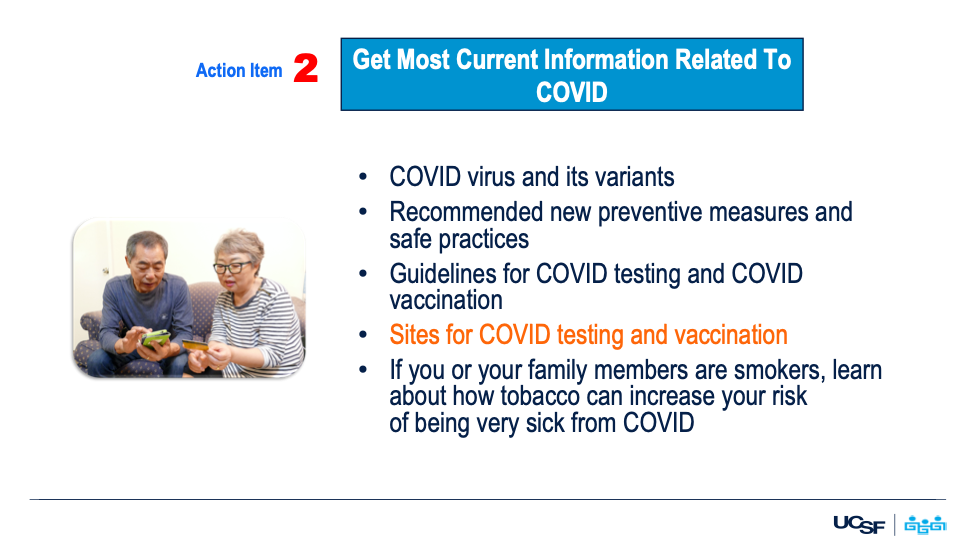 Action Item 2
Get Most Current Information Related To
COVID
• COVID virus and its variants
• Recommended new preventive measures and
safe practices
• Guidelines for COVID testing and COVID
vaccination
• Sites for COVID testing and vaccination
• If you or your family members are smokers, learn
about how tobacco can increase your risk
of being very sick from COVID
UCSF